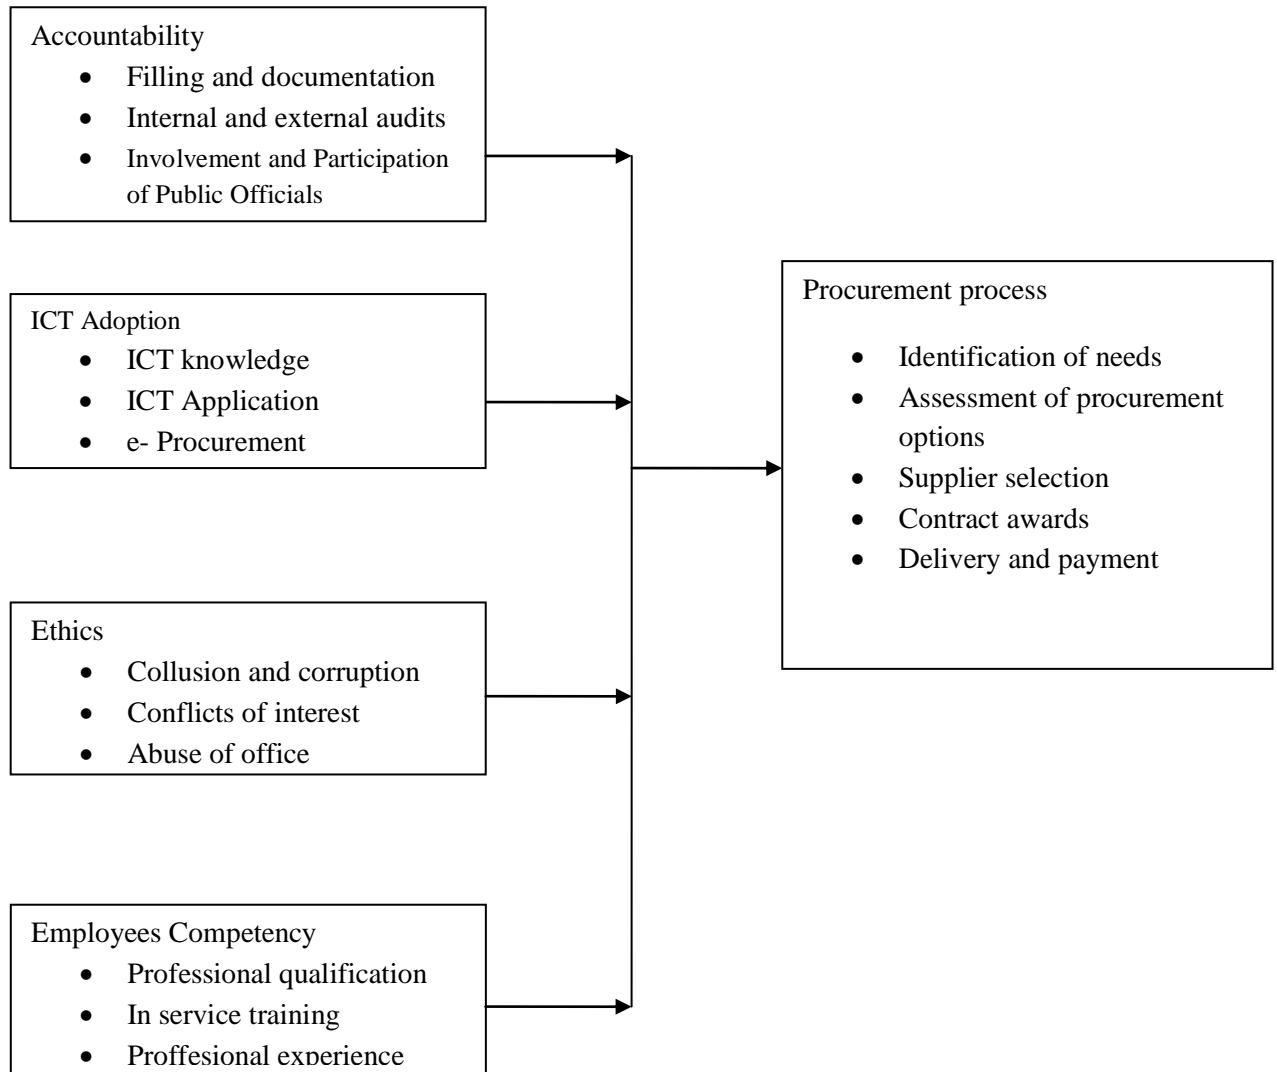 Accountability
• Filling and documentation
• Internal and external audits
• Involvement and Participation
of Public Officials
ICT Adoption
• ICT knowledge
• ICT Application
• e- Procurement
Ethics
• Collusion and corruption
• Conflicts of interest
• Abuse of office
Employees Competency
• Professional qualification
• In service training
• Proffesional experience
Procurement process
• Identification of needs
• Assessment of procurement
options
• Supplier selection
• Contract awards
• Delivery and payment